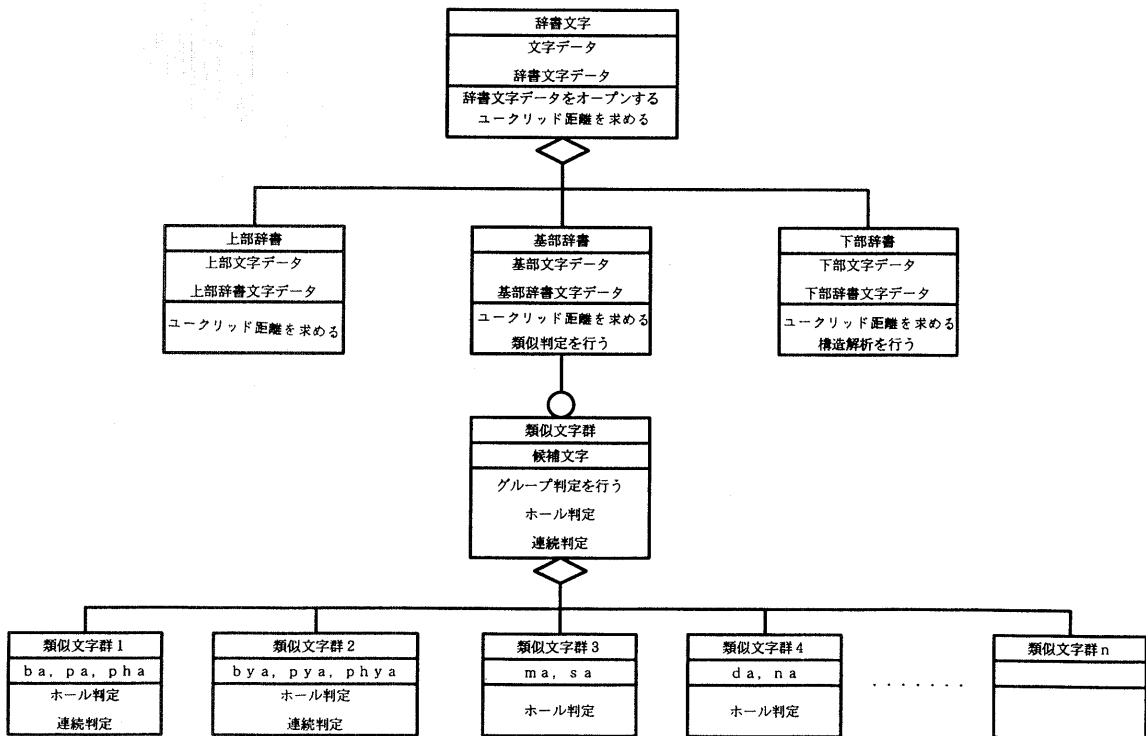 辞書文字
文字データ
辞書文字データ
辞書文字データをオープンする
ユークリッド距離を求める
上部辞書
上部文字データ
上部辞書文字データ
ユークリッド距離を求める
基部辞書
基部文字データ
基部辞書文字データ
ユークリッド距離を求める
類似判定を行う
下部辞書
下部文字データ
下部辞書文字データ
ユークリッド距離を求める
構造解析を行う
類似文字群
候補文字
グループ判定を行う
ホール判定
連続判定
類似文字群1
ba, pa, pha
ホール判定
連続判定
類似文字群2
bya, pya, phya
ホール判定
連続判定
類似文字群3
ma, sa
ホール判定
類似文字群4
da, na
ホール判定
. . . . . . .
類似文字群n